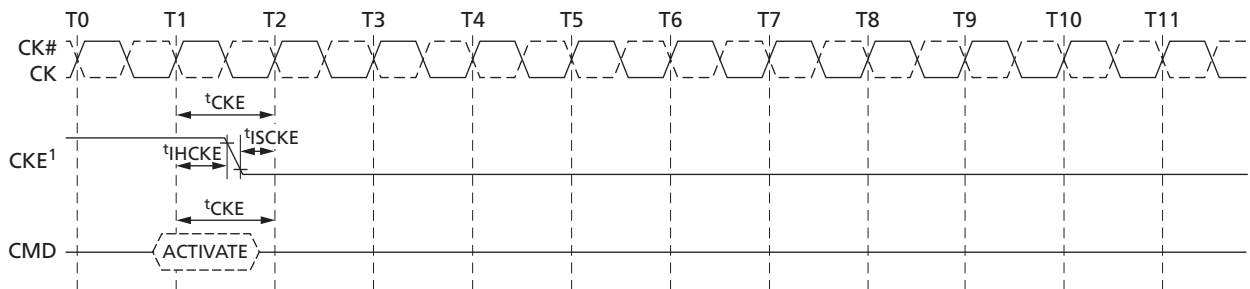 T0 T1 T2 T3 T4 T5 T6 T7 T8 T9 T10 T11
CK#
CK
tCKE
tISCKE
CKE1
tIHCKE
tCKE
CMD
ACTIVATE